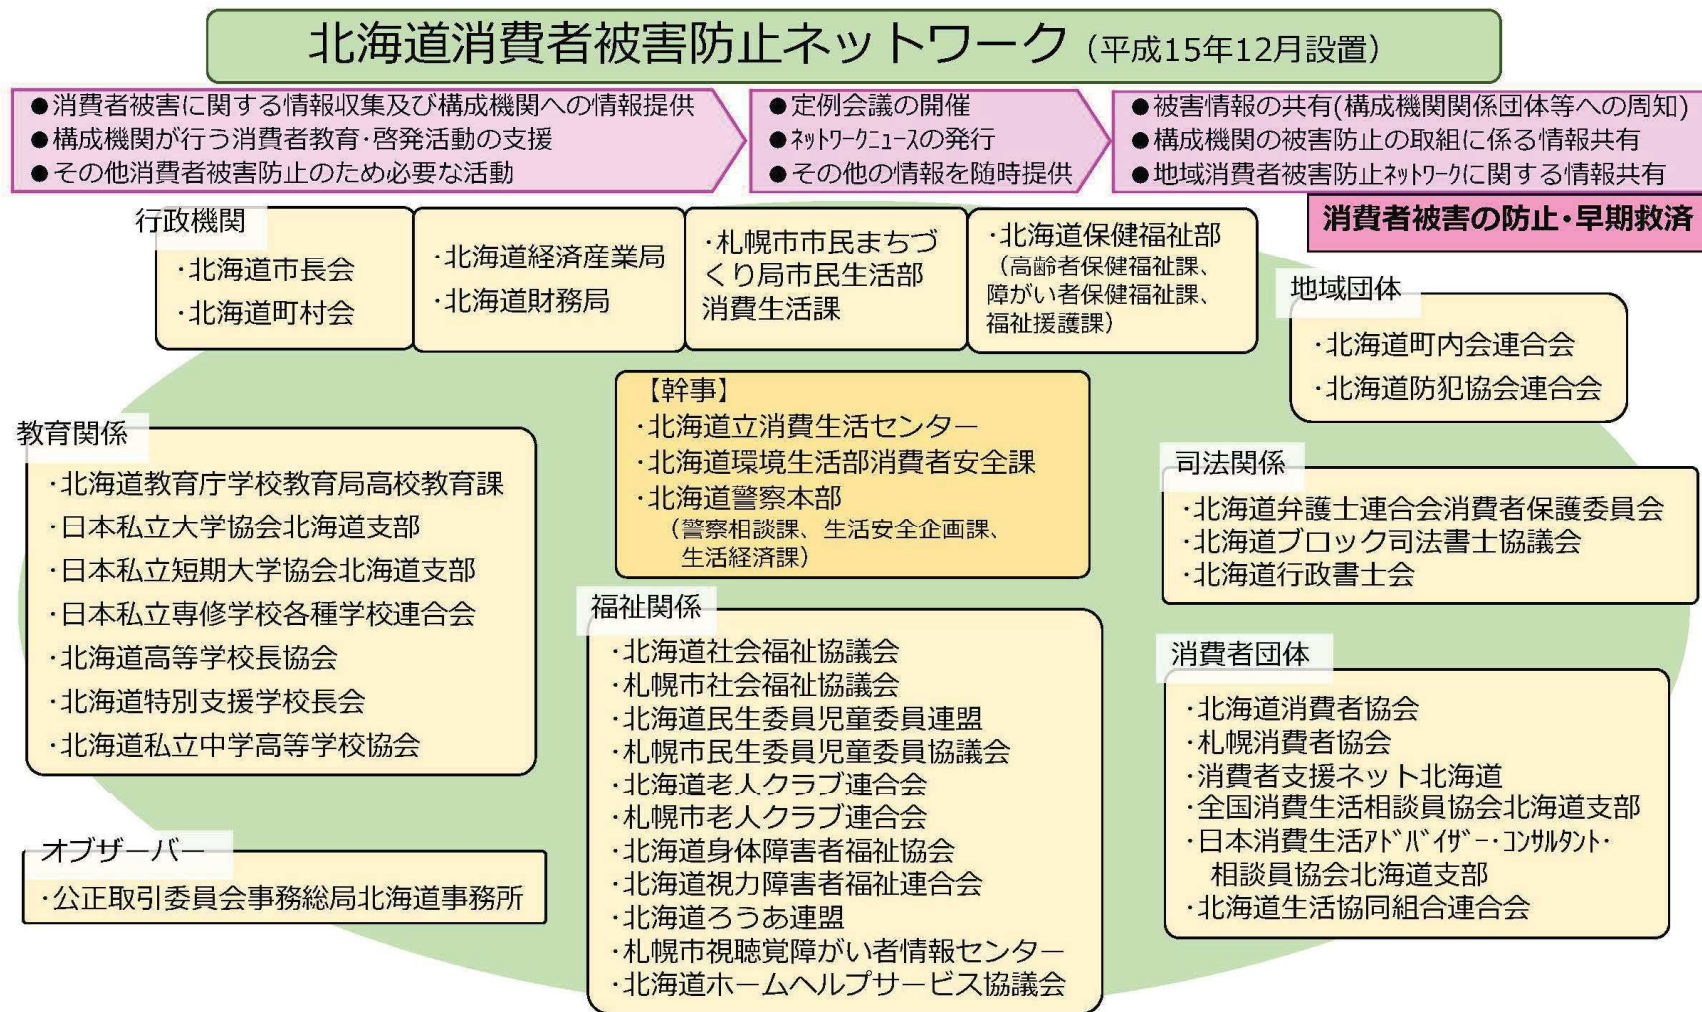 北海道消費者被害防止ネットワーク（平成15年12月設置）
●消費者被害に関する情報収集及び構成機関への情報提供
●構成機関が行う消費者教育･啓発活動の支援
●その他消費者被害防止のため必要な活動
●定例会議の開催
●ﾈｯﾄﾜｰｸﾆｭｰｽの発行
●その他の情報を随時提供
●被害情報の共有(構成機関関係団体等への周知)
●構成機関の被害防止の取組に係る情報共有
●地域消費者被害防止ﾈｯﾄﾜｰｸに関する情報共有
消費者被害の防止･早期救済
行政機関
･北海道市長会
･北海道町村会
･北海道経済産業局
･北海道財務局
･札幌市市民まちづ
くり局市民生活部
消費生活課
･北海道保健福祉部
（高齢者保健福祉課、
障がい者保健福祉課、
福祉援護課）
地域団体
･北海道町内会連合会
･北海道防犯協会連合会
【幹事】
･北海道立消費生活センター
･北海道環境生活部消費者安全課
･北海道警察本部
（警察相談課、生活安全企画課、
生活経済課）
教育関係
･北海道教育庁学校教育局高校教育課
･日本私立大学協会北海道支部
･日本私立短期大学協会北海道支部
･日本私立専修学校各種学校連合会
･北海道高等学校長協会
･北海道特別支援学校長会
･北海道私立中学高等学校協会
司法関係
･北海道弁護士連合会消費者保護委員会
･北海道ブロック司法書士協議会
･北海道行政書士会
福祉関係
･北海道社会福祉協議会
･札幌市社会福祉協議会
･北海道民生委員児童委員連盟
･札幌市民生委員児童委員協議会
･北海道老人クラブ連合会
･札幌市老人クラブ連合会
･北海道身体障害者福祉協会
･北海道視力障害者福祉連合会
･北海道ろうあ連盟
･札幌市視聴覚障がい者情報センター
･北海道ホームヘルプサービス協議会
消費者団体
･北海道消費者協会
･札幌消費者協会
･消費者支援ネット北海道
･全国消費生活相談員協会北海道支部
･日本消費生活ｱﾄﾞﾊﾞｲｻﾞｰ･ｺﾝｻﾙﾀﾝﾄ･
相談員協会北海道支部
･北海道生活協同組合連合会
オブザーバー
･公正取引委員会事務総局北海道事務所